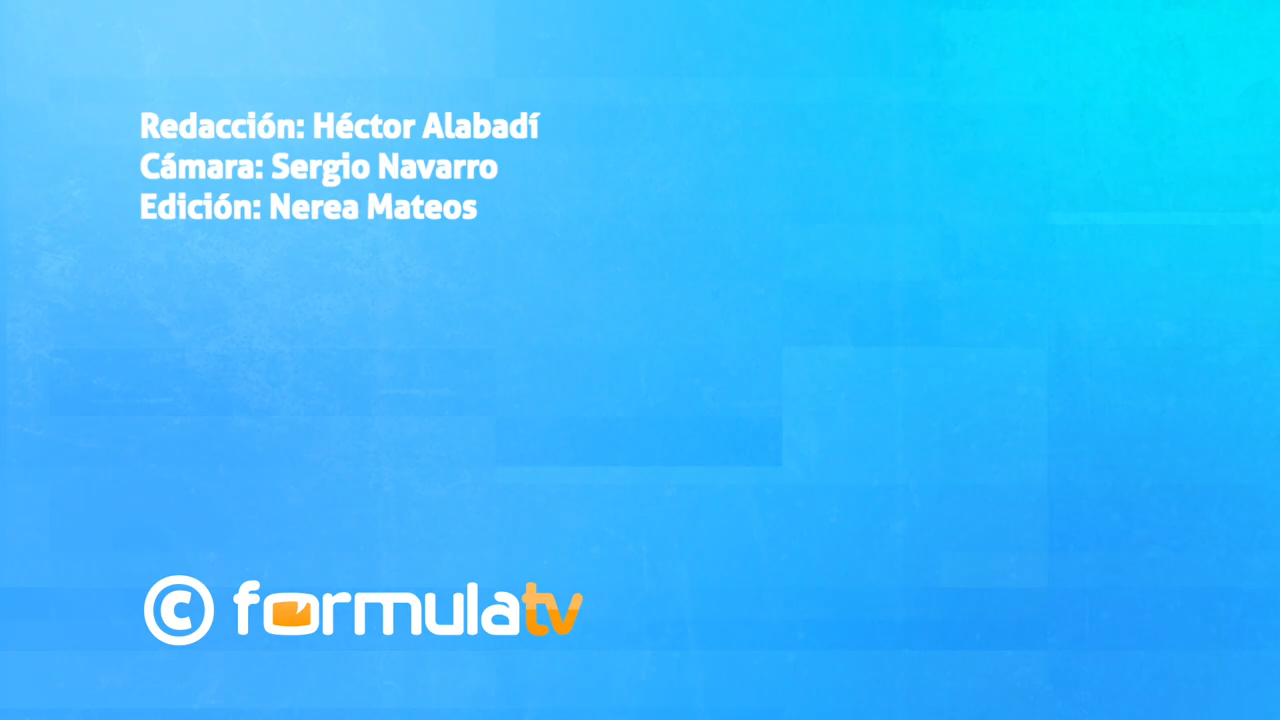 Redacción: Héctor Alabadí
Cámara: Sergio Navarro
Edición: Nerea Mateos
© formulatv